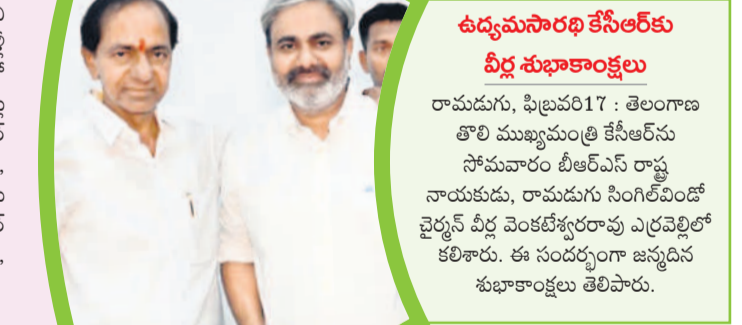 ఉద్యమసారథి కేసీఆర్‌కు
వీర్ల శుభాకాంక్షలు
రామడుగు, ఫిబ్రవరి17 : తెలంగాణ
తొలి ముఖ్యమంత్రి కేసీఆర్‌ను
సోమవారం బీఆర్ఎస్ రాష్ట్ర
నాయకుడు, రామడుగు సింగిల్‌విండో
చైర్మన్ వీర్ల వెంకటేశ్వరరావు ఎర్రవెల్లిలో
కలిశారు. ఈ సందర్భంగా జన్మదిన
శుభాకాంక్షలు తెలిపారు.